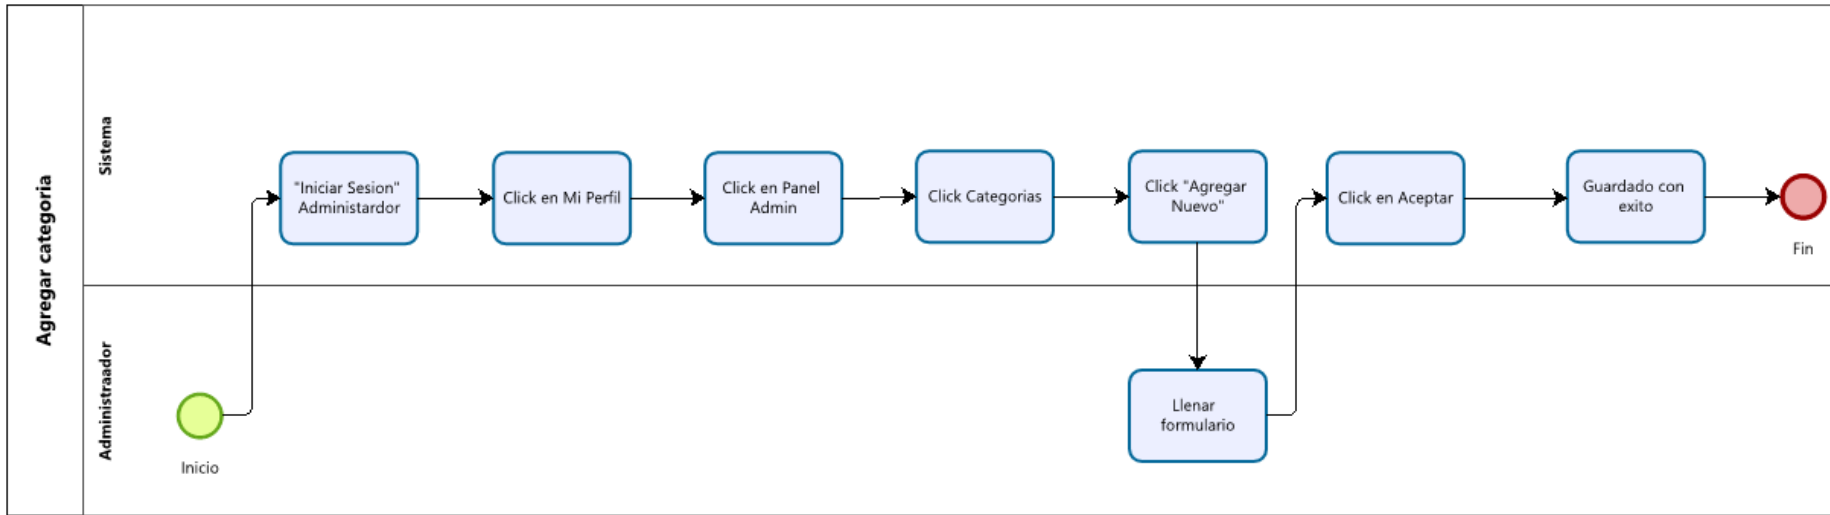 Agregar categoria
Sistema
"Iniciar Sesion"
Administardor
Click en Mi Perfil
Click en Panel
Admin
Click Categorias
Click "Agregar
Nuevo"
Click en Aceptar
Guardado con
exito
Fin
Administraador
Inicio
Llenar
formulario